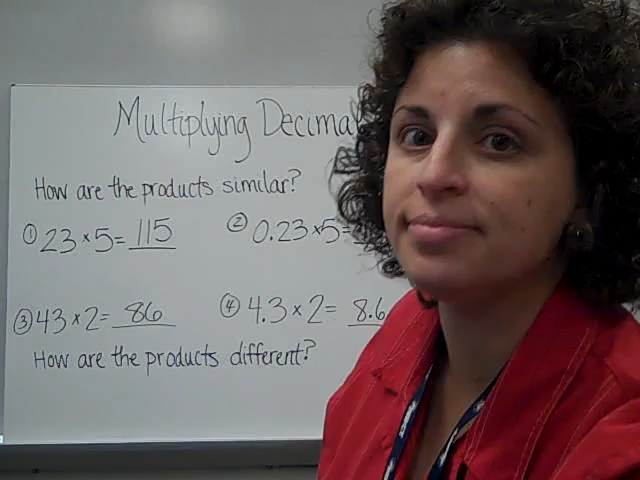 Multiplying Decimal
How are the products similar?
① 23 × 5 = 115
② 0.23 × 5 =
③ 43 × 2 = 86
④ 4.3 × 2 = 8.6
How are the products different?